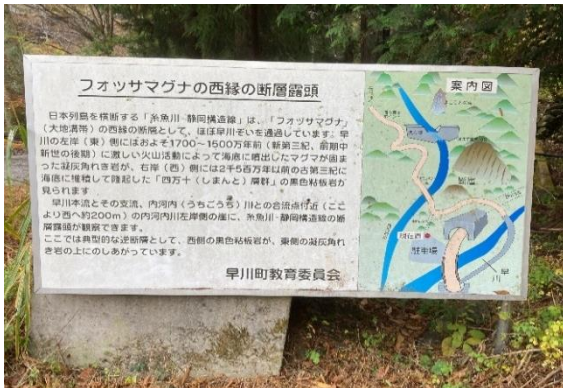 フォッサマグナの西縁の断層露頭
日本列島を横断する「糸魚川-静岡構造線」は、「フォッサマグナ」
(大地溝帯)の西縁の断層として、ほぼ早川ぞいを通過しています。早
川の左岸(東)側にはおよそ1700~1500万年前(新第三紀、前期中
新世の後期)に激しい火山活動によって海底に噴出したマグマが固ま
った凝灰角れき岩が、右岸(西)側には2千5百万年以前の古第三紀に
海底に堆積して隆起した「四万十(しまんと)層群」の黒色粘板岩が
見られます。
早川本流とその支流、内河内(うちごうち)川との合流点付近(ここ
より西へ約200m)の内河内川左岸側の崖に、糸魚川-静岡構造線の断
層露頭が観察できます。
ここでは典型的な逆断層として、西側の黒色粘板岩が、東側の凝灰角れ
き岩の上にのしあがっています。
早川町教育委員会
案内図
現在地
駐車場
早川